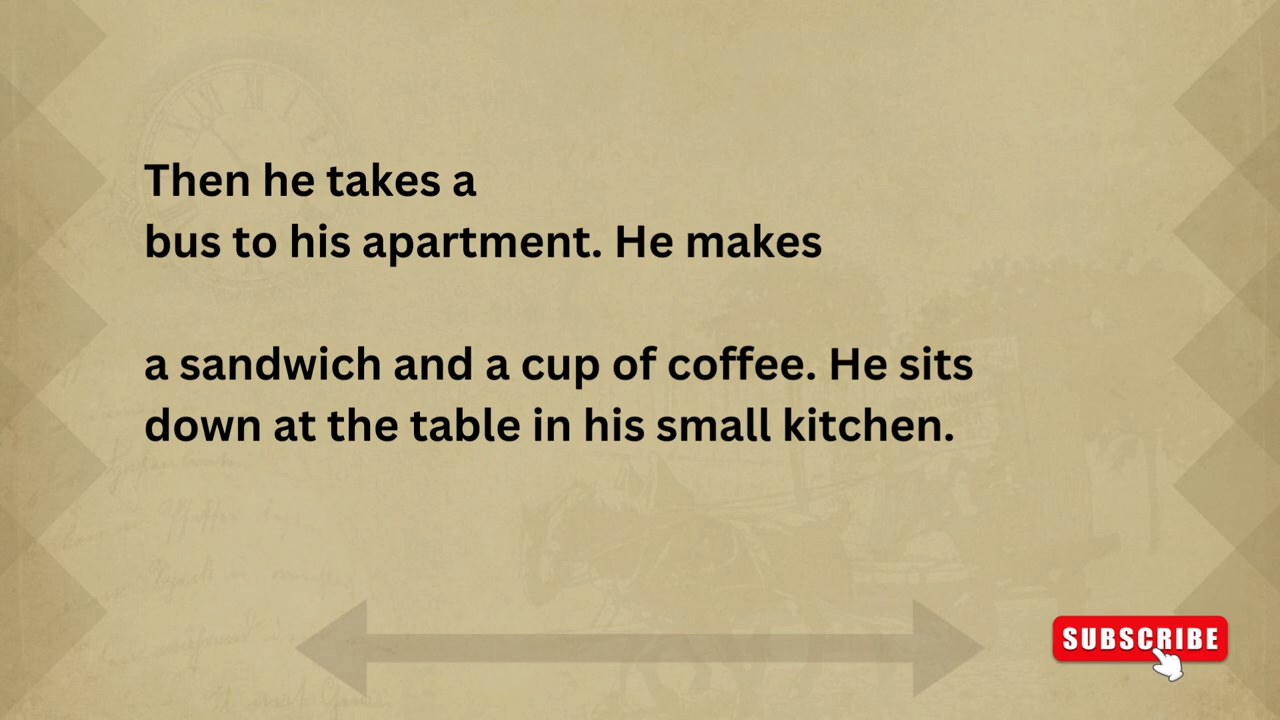 Then he takes a
bus to his apartment. He makes
a sandwich and a cup of coffee. He sits
down at the table in his small kitchen.
SUBSCRIBE